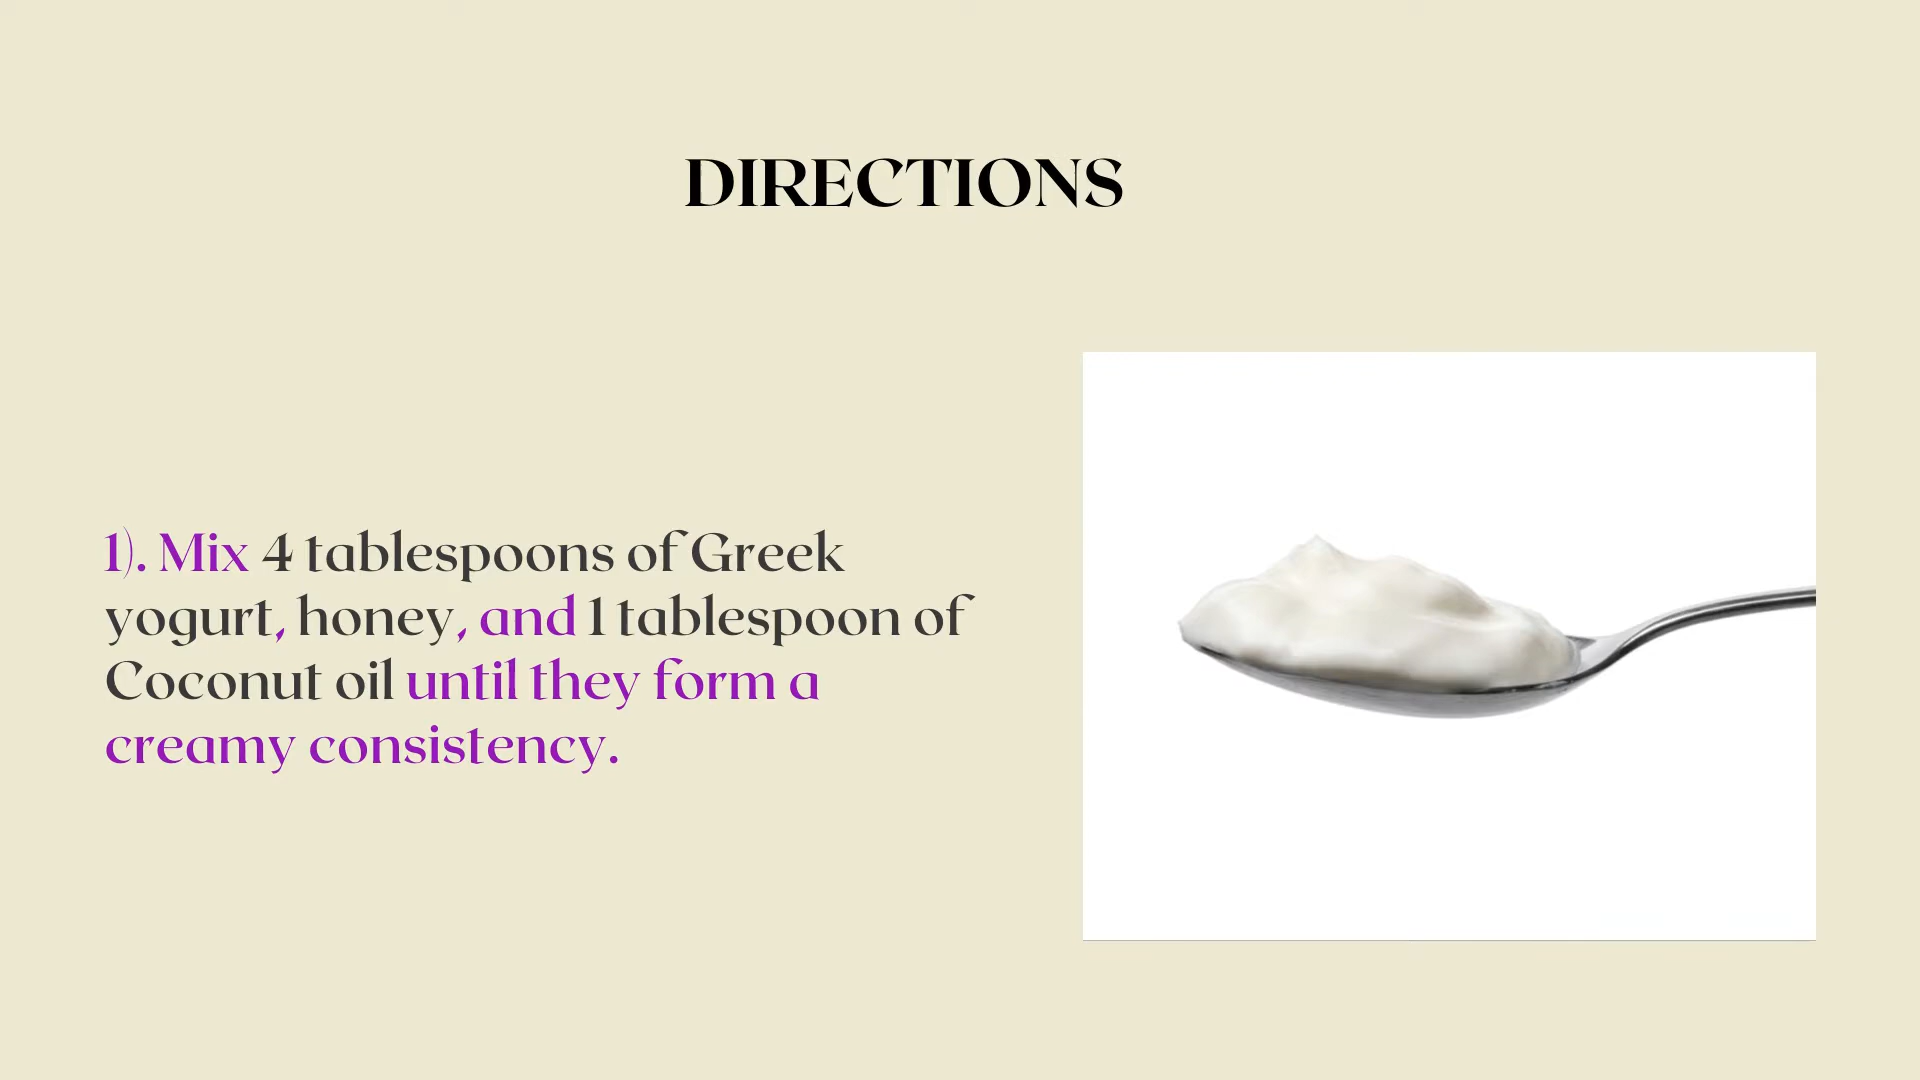 DIRECTIONS
1). Mix 4 tablespoons of Greek
yogurt, honey, and 1 tablespoon of
Coconut oil until they form a
creamy consistency.